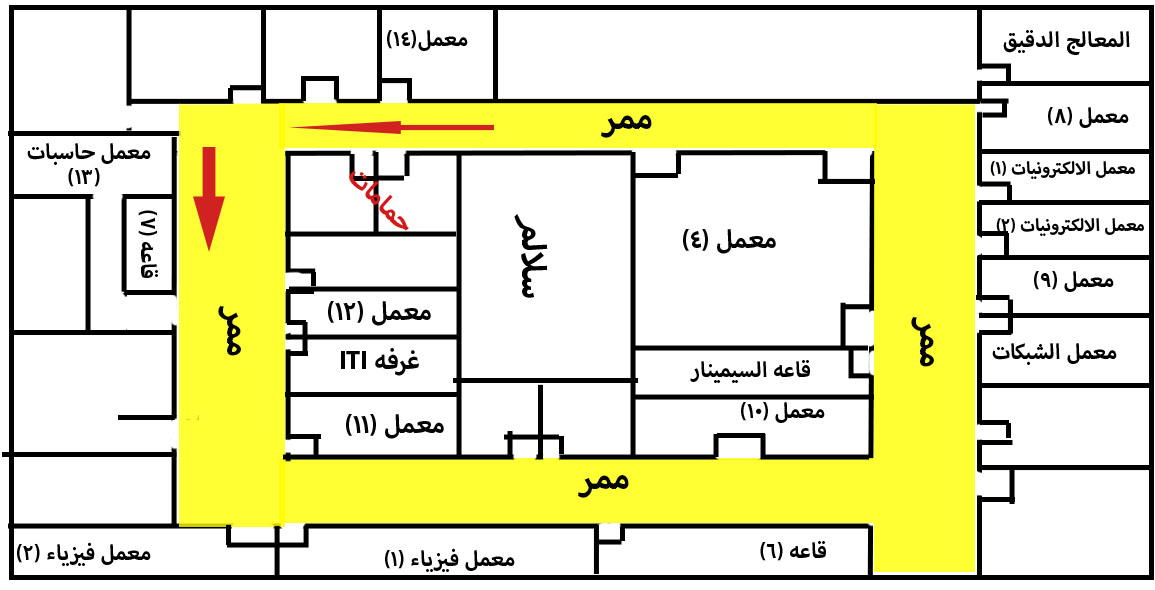 معمل(١٤)
المعالج الدقيق
معمل (٨)
ممر
معمل حاسبات
(١٣)
معمل الالكترونيات (١)
حمامات
قاعه (٧)
سلالم
معمل (٤)
معمل الالكترونيات (٢)
معمل (٩)
معمل (١٢)
ممر
ممر
معمل الشبكات
غرفه ITI
قاعه السيمينار
معمل (١٠)
معمل (١١)
ممر
معمل فيزياء (٢)
معمل فيزياء (١)
قاعه (٦)